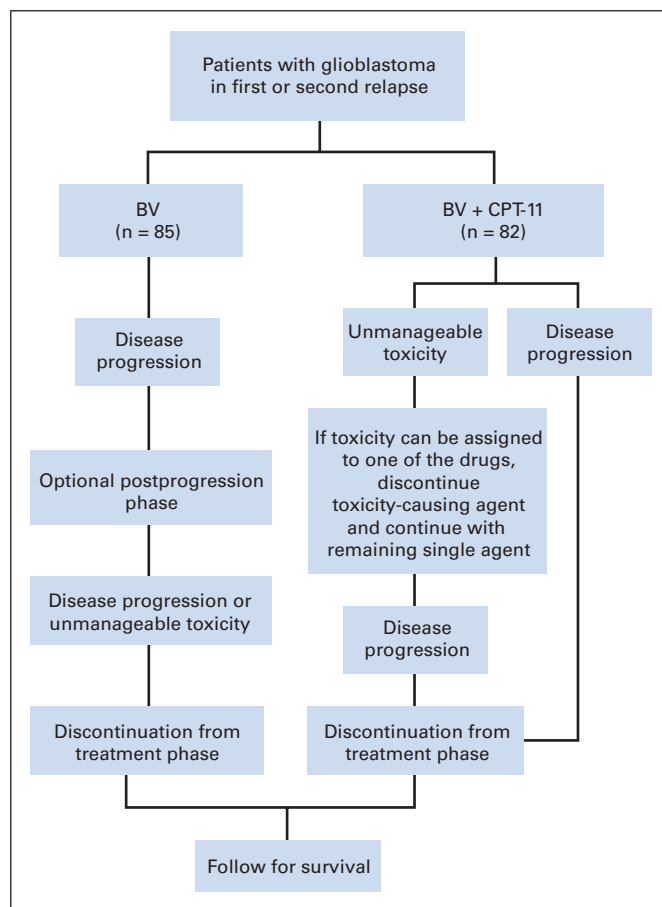 Patients with glioblastoma
in first or second relapse
BV
(n = 85)
BV + CPT-11
(n = 82)
Disease
progression
Unmanageable
toxicity
Disease
progression
If toxicity can be assigned
to one of the drugs,
discontinue
toxicity-causing agent
and continue with
remaining single agent
Optional postprogression
phase
Disease progression or
unmanageable toxicity
Disease
progression
Discontinuation from
treatment phase
Discontinuation from
treatment phase
Follow for survival